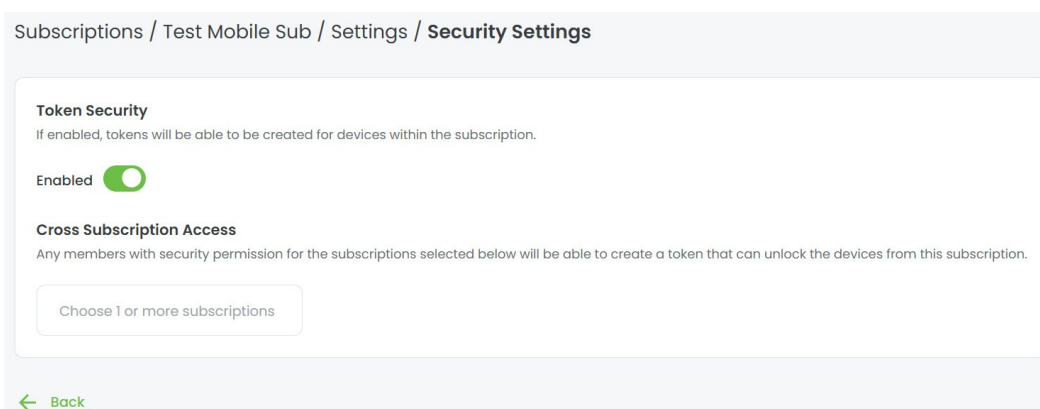 Subscriptions / Test Mobile Sub / Settings / Security Settings
Token Security
If enabled, tokens will be able to be created for devices within the subscription.
Enabled
Cross Subscription Access
Any members with security permission for the subscriptions selected below will be able to create a token that can unlock the devices from this subscription.
Choose 1 or more subscriptions
Back